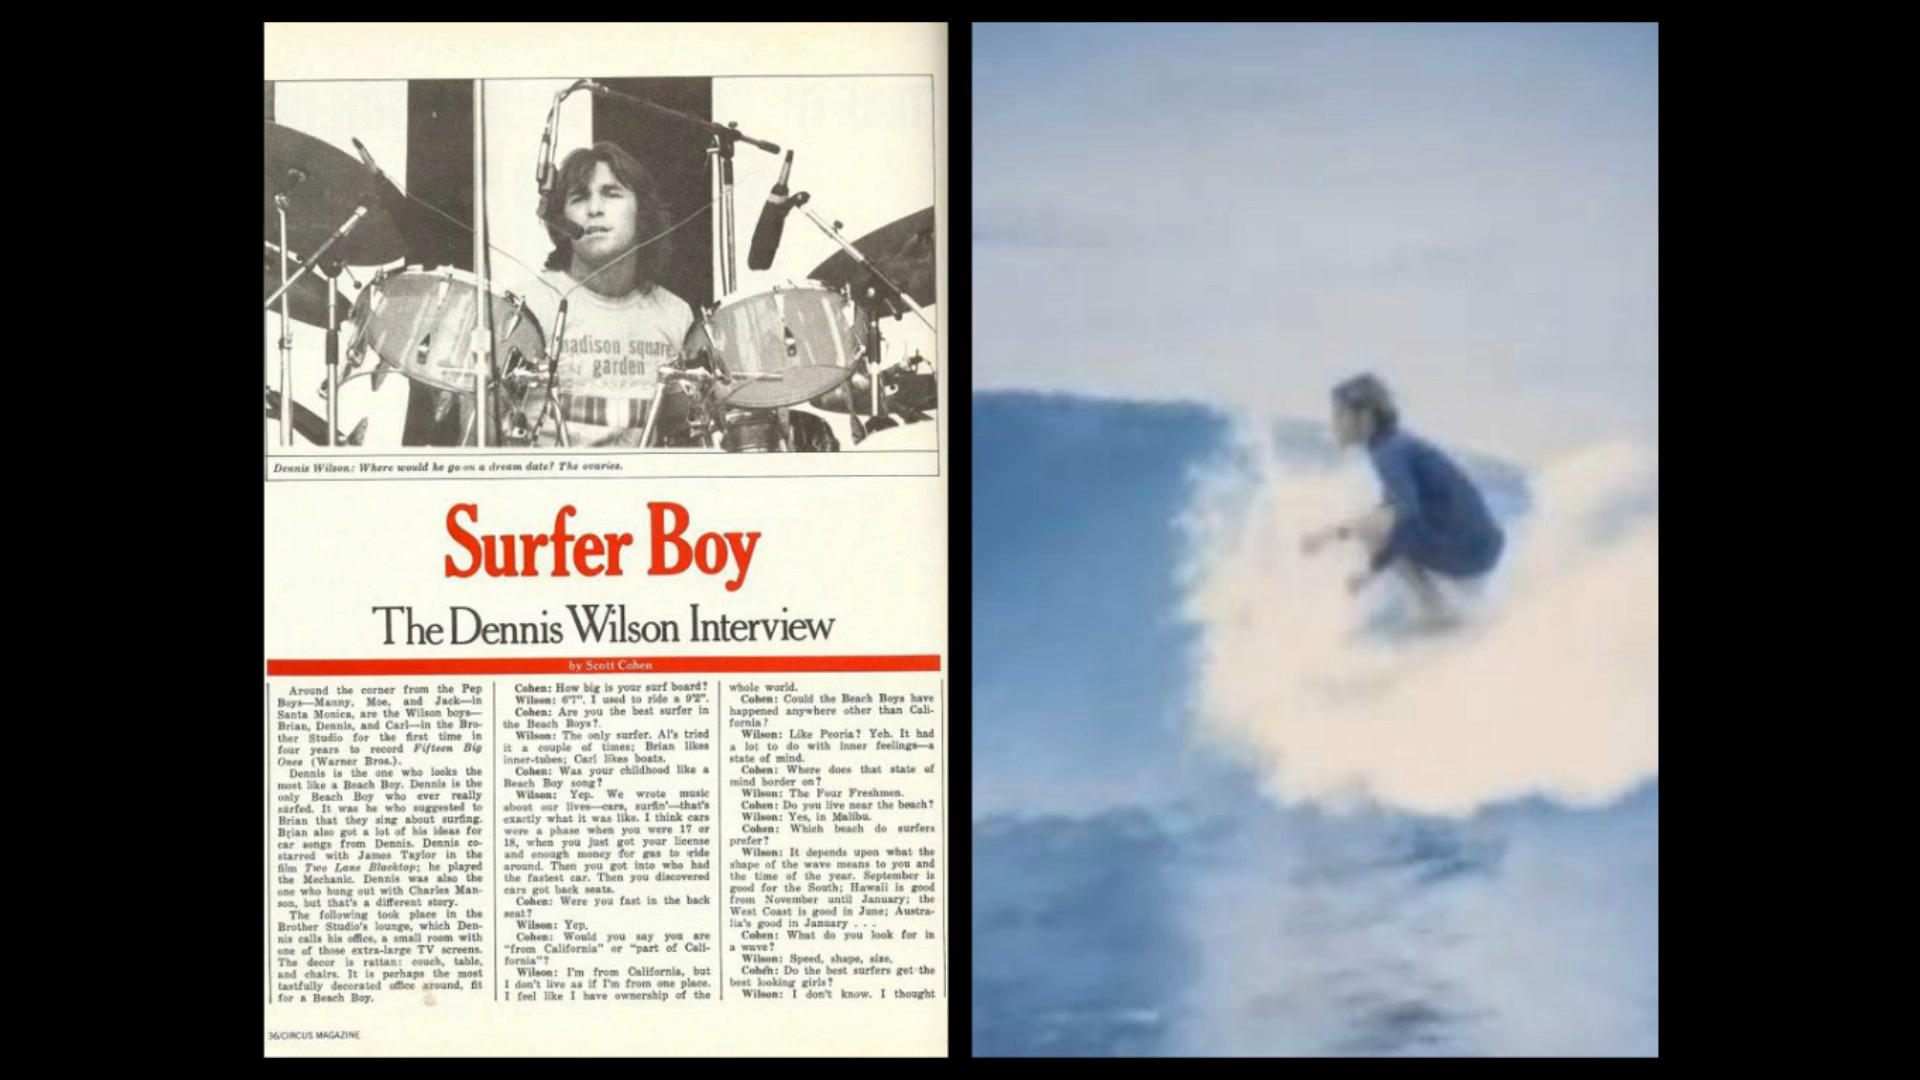 madison square
garden
Dennis Wilson: Where would he go on a dream date? The ovaries.
Surfer Boy
The Dennis Wilson Interview
by Scott Cohen
Around the corner from the Pep
Boys—Manny, Moe, and Jack—in
Santa Monica, are the Wilson boys—
Brian, Dennis, and Carl—in the Bro-
ther Studio for the first time in
four years to record Fifteen Big
Ones (Warner Bros.).
Dennis is the one who looks the
most like a Beach Boy. Dennis is the
only Beach Boy who ever really
surfed. It was he who suggested to
Brian that they sing about surfing.
Brian also got a lot of his ideas for
car songs from Dennis. Dennis co-
starred with James Taylor in the
film Two Lane Blacktop; he played
the Mechanic. Dennis was also the
one who hung out with Charles Man-
son, but that's a different story.
The following took place in the
Brother Studio's lounge, which Den-
nis calls his office, a small room with
one of those extra-large TV screens.
The decor is rattan: couch, table,
and chairs. It is perhaps the most
tastfully decorated office around, fit
for a Beach Boy.
Cohen: How big is your surf board?
Wilson: 6'7". I used to ride a 9'2".
Cohen: Are you the best surfer in
the Beach Boys?
Wilson: The only surfer. Al's tried
it a couple of times; Brian likes
inner-tubes; Carl likes boats.
Cohen: Was your childhood like a
Beach Boy song?
Wilson: Yep. We wrote music
about our lives—cars, surfin'—that's
exactly what it was like. I think cars
were a phase when you were 17 or
18, when you just got your license
and enough money for gas to ride
around. Then you got into who had
the fastest car. Then you discovered
cars got back seats.
Cohen: Were you fast in the back
seat?
Wilson: Yep.
Cohen: Would you say you are
"from California" or "part of Cali-
fornia"?
Wilson: I'm from California, but
I don't live as if I'm from one place.
I feel like I have ownership of the
whole world.
Cohen: Could the Beach Boys have
happened anywhere other than Cali-
fornia?
Wilson: Like Peoria? Yeh. It had
a lot to do with inner feelings—a
state of mind.
Cohen: Where does that state of
mind border on?
Wilson: The Four Freshmen.
Cohen: Do you live near the beach?
Wilson: Yes, in Malibu.
Cohen: Which beach do surfers
prefer?
Wilson: It depends upon what the
shape of the wave means to you and
the time of the year. September is
good for the South; Hawaii is good
from November until January; the
West Coast is good in June; Austra-
lia's good in January . . .
Cohen: What do you look for in
a wave?
Wilson: Speed, shape, size.
Cohen: Do the best surfers get the
best looking girls?
Wilson: I don't know. I thought
36/CIRCUS MAGAZINE